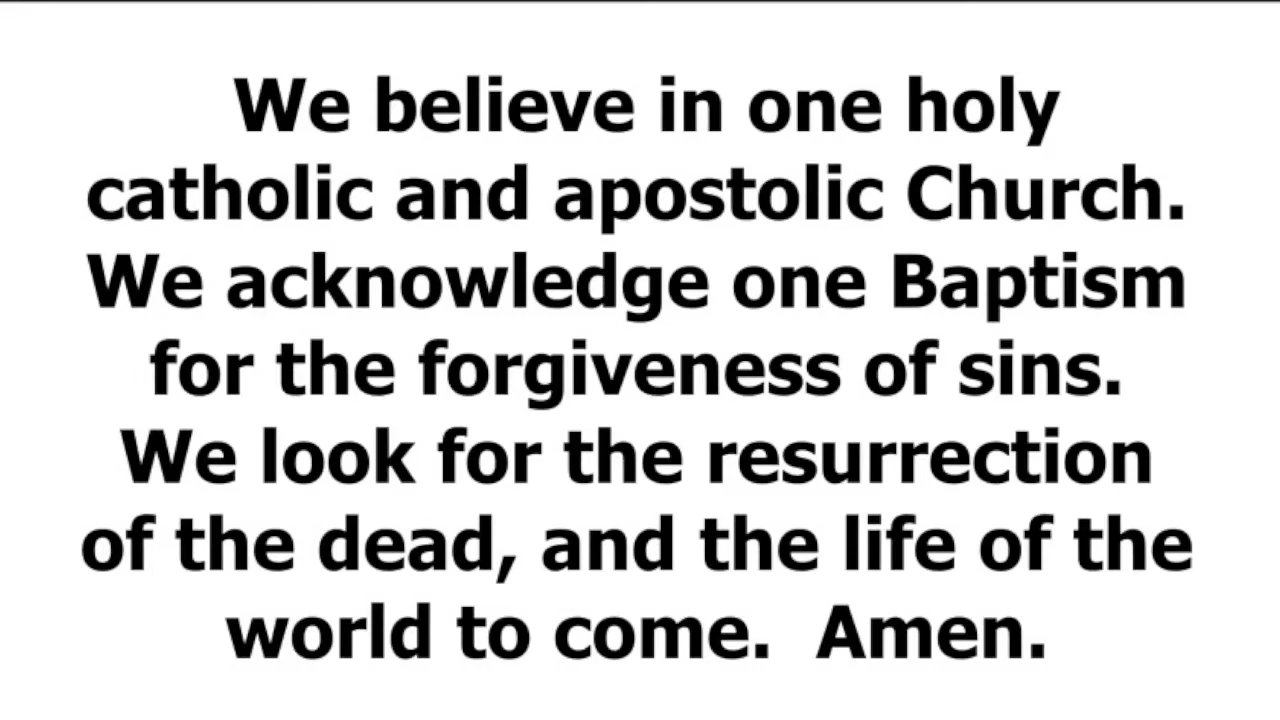 We believe in one holy
catholic and apostolic Church.
We acknowledge one Baptism
for the forgiveness of sins.
We look for the resurrection
of the dead, and the life of the
world to come.  Amen.